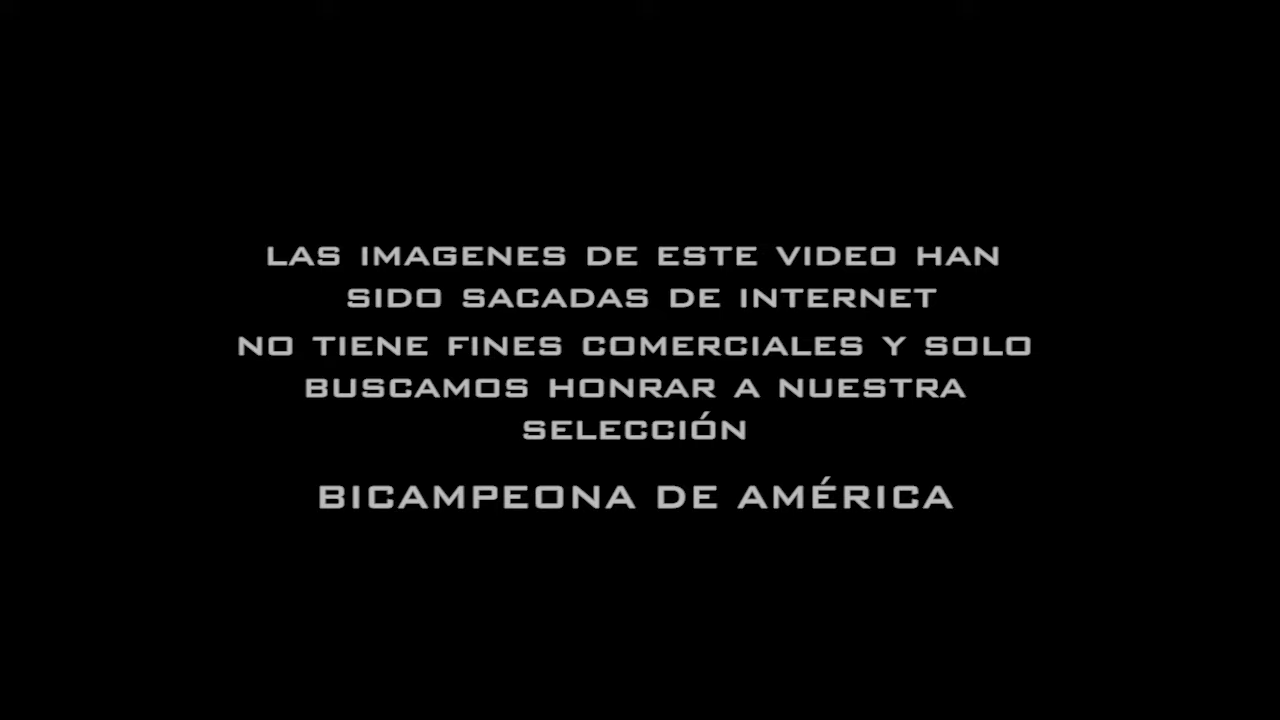 LAS IMAGENES DE ESTE VIDEO HAN
SIDO SACADAS DE INTERNET
NO TIENE FINES COMERCIALES Y SOLO
BUSCAMOS HONRAR A NUESTRA
SELECCIÓN
BICAMPEONA DE AMÉRICA